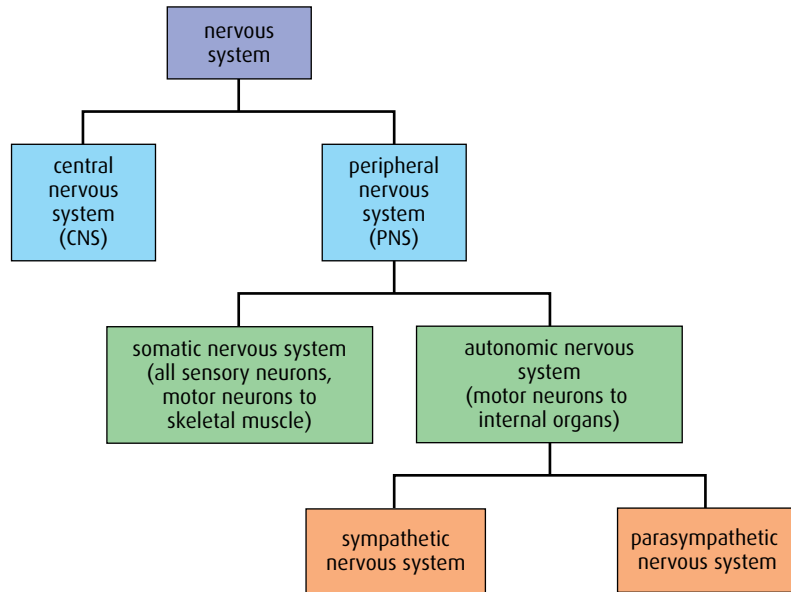 nervous
system
central
nervous
system
(CNS)
peripheral
nervous
system
(PNS)
somatic nervous system
(all sensory neurons,
motor neurons to
skeletal muscle)
autonomic nervous
system
(motor neurons to
internal organs)
sympathetic
nervous system
parasympathetic
nervous system